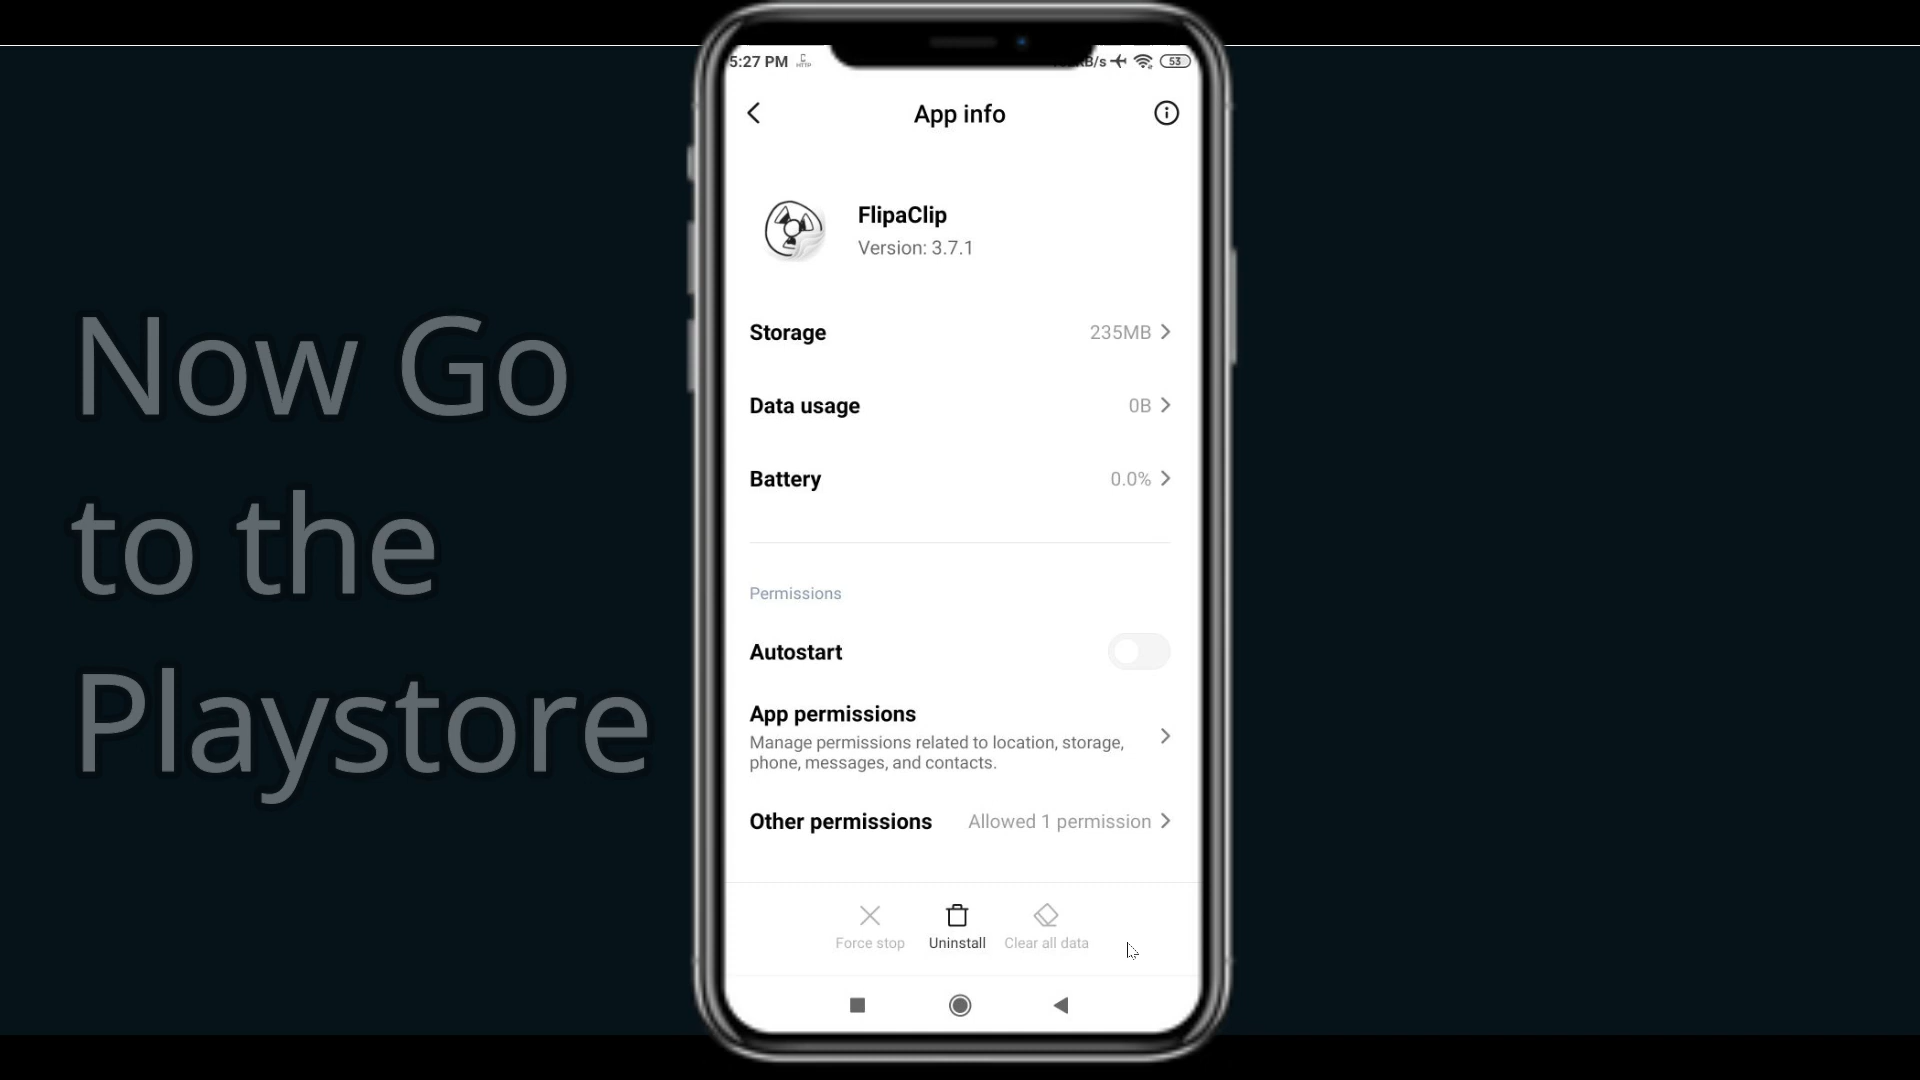 5:27 PM
B/s
53
App info
FlipaClip
Version: 3.7.1
Storage
235MB
Data usage
0B
Battery
0.0%
Permissions
Autostart
App permissions
Manage permissions related to location, storage,
phone, messages, and contacts.
Other permissions
Allowed 1 permission
Force stop
Uninstall
Clear all data
Now Go
to the
Playstore